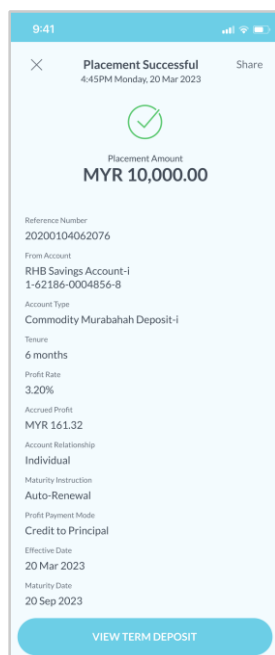 9:41
Placement Successful
Share
4:45PM Monday, 20 Mar 2023
Placement Amount
MYR 10,000.00
Reference Number
20200104062076
From Account
RHB Savings Account-i
1-62186-0004856-8
Account Type
Commodity Murabahah Deposit-i
Tenure
6 months
Profit Rate
3.20%
Accrued Profit
MYR 161.32
Account Relationship
Individual
Maturity Instruction
Auto-Renewal
Profit Payment Mode
Credit to Principal
Effective Date
20 Mar 2023
Maturity Date
20 Sep 2023
VIEW TERM DEPOSIT